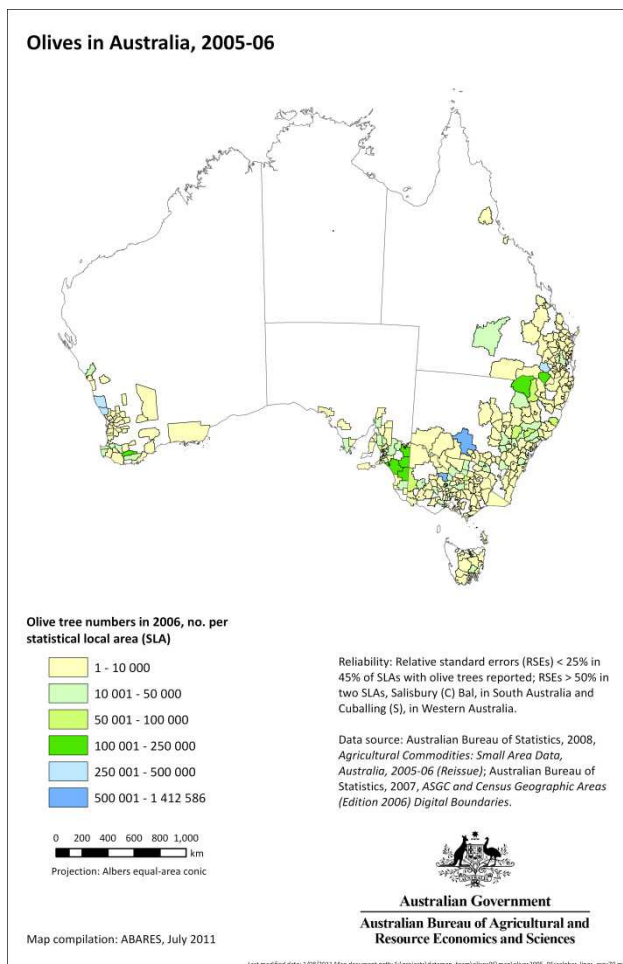 Olives in Australia, 2005-06
Olive tree numbers in 2006, no. per
statistical local area (SLA)
1 - 10 000
10 001 - 50 000
50 001 - 100 000
100 001 - 250 000
250 001 - 500 000
500 001 - 1 412 586
0 200 400 600 800 1,000
km
Projection: Albers equal-area conic
Map compilation: ABARES, July 2011
Reliability: Relative standard errors (RSEs) < 25% in
45% of SLAs with olive trees reported; RSEs > 50% in
two SLAs, Salisbury (C) Bal, in South Australia and
Cuballing (S), in Western Australia.
Data source: Australian Bureau of Statistics, 2008,
Agricultural Commodities: Small Area Data,
Australia, 2005-06 (Reissue); Australian Bureau of
Statistics, 2007, ASGC and Census Geographic Areas
(Edition 2006) Digital Boundaries.
Australian Government
Australian Bureau of Agricultural and
Resource Economics and Sciences